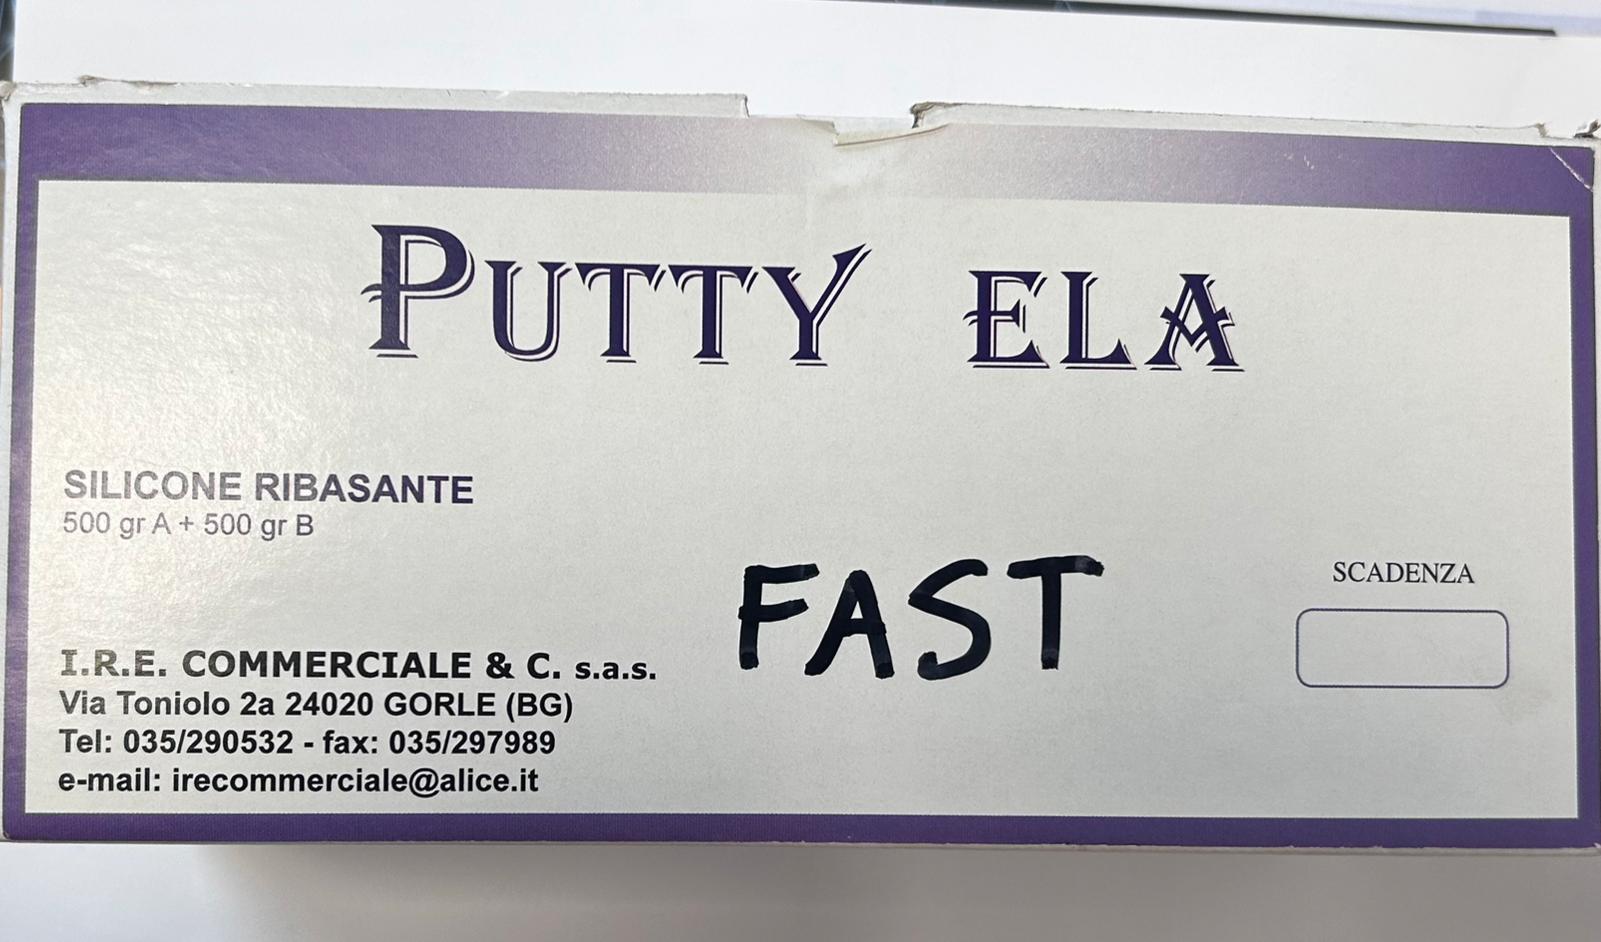 PUTTY ELA
SILICONE RIBASANTE
500 gr A + 500 gr B
FAST
SCADENZA
I.R.E. COMMERCIALE & C. s.a.s.
Via Toniolo 2a 24020 GORLE (BG)
Tel: 035/290532 - fax: 035/297989
e-mail: irecommerciale@alice.it